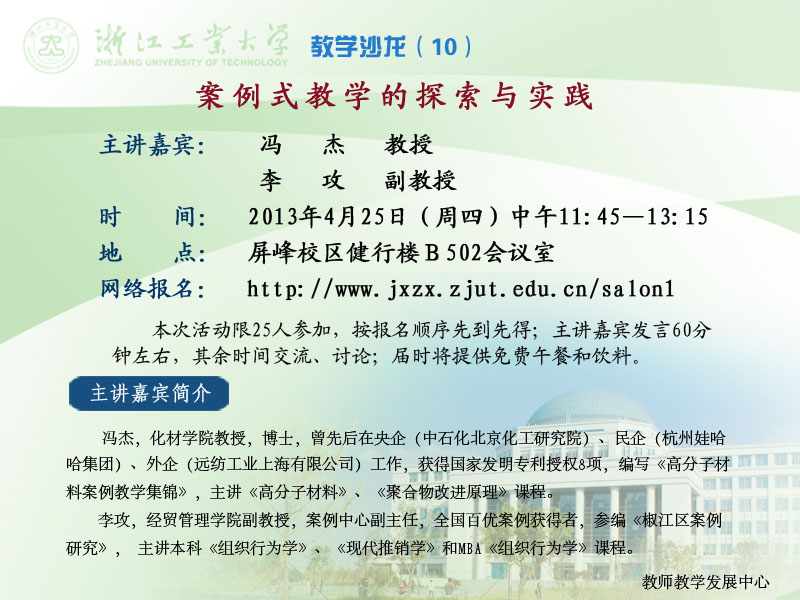 浙江工业大学
ZHEJIANG UNIVERSITY OF TECHNOLOGY
教学沙龙（10）
案例式教学的探索与实践
主讲嘉宾： 冯 杰 教授
李 攻 副教授
时 间： 2013年4月25日（周四）中午11:45—13:15
地 点： 屏峰校区健行楼B502会议室
网络报名： http://www.jxzx.zjut.edu.cn/salon1
本次活动限25人参加，按报名顺序先到先得；主讲嘉宾发言60分
钟左右，其余时间交流、讨论；届时将提供免费午餐和饮料。
主讲嘉宾简介
冯杰，化材学院教授，博士，曾先后在央企（中石化北京化工研究院）、民企（杭州娃哈
哈集团）、外企（远纺工业上海有限公司）工作，获得国家发明专利授权8项，编写《高分子材
料案例教学集锦》，主讲《高分子材料》、《聚合物改进原理》课程。
李攻，经贸管理学院副教授，案例中心副主任，全国百优案例获得者，参编《椒江区案例
研究》， 主讲本科《组织行为学》、《现代推销学》和MBA《组织行为学》课程。
教师教学发展中心